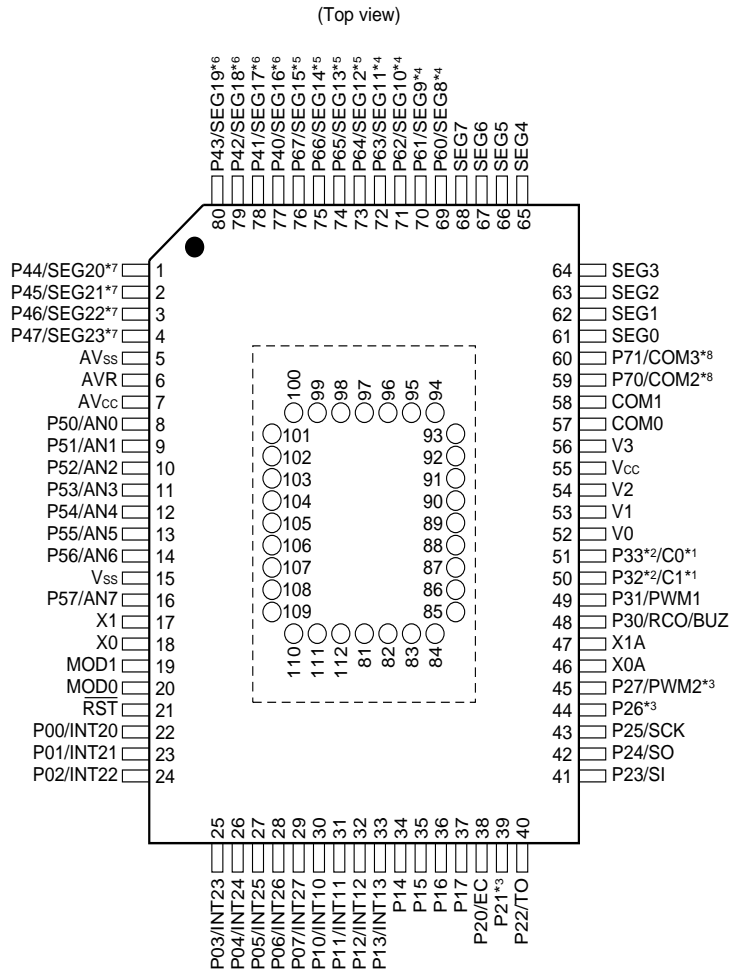 (Top view)
P43/SEG19*6
P42/SEG18*6
P41/SEG17*6
P40/SEG16*6
P67/SEG15*5
P66/SEG14*5
P65/SEG13*5
P64/SEG12*5
P63/SEG11*4
P62/SEG10*4
P61/SEG9*4
P60/SEG8*4
SEG7
SEG6
SEG5
SEG4
80 79 78 77 76 75 74 73 72 71 70 69 68 67 66 65
P44/SEG20*7 1
P45/SEG21*7 2
P46/SEG22*7 3
P47/SEG23*7 4
AVss 5
AVR 6
AVcc 7
P50/AN0 8
P51/AN1 9
P52/AN2 10
P53/AN3 11
P54/AN4 12
P55/AN5 13
P56/AN6 14
Vss 15
P57/AN7 16
X1 17
X0 18
MOD1 19
MOD0 20
RST 21
P00/INT20 22
P01/INT21 23
P02/INT22 24
100 99 98 97 96 95 94
101
102
103
104
105
106
107
108
109
93
92
91
90
89
88
87
86
85
110 111 112 81 82 83 84
64 SEG3
63 SEG2
62 SEG1
61 SEG0
60 P71/COM3*8
59 P70/COM2*8
58 COM1
57 COM0
56 V3
55 Vcc
54 V2
53 V1
52 V0
51 P33*2/C0*1
50 P32*2/C1*1
49 P31/PWM1
48 P30/RCO/BUZ
47 X1A
46 X0A
45 P27/PWM2*3
44 P26*3
43 P25/SCK
42 P24/SO
41 P23/SI
25 26 27 28 29 30 31 32 33 34 35 36 37 38 39 40
P03/INT23
P04/INT24
P05/INT25
P06/INT26
P07/INT27
P10/INT10
P11/INT11
P12/INT12
P13/INT13
P14
P15
P16
P17
P20/EC
P21*3
P22/TO